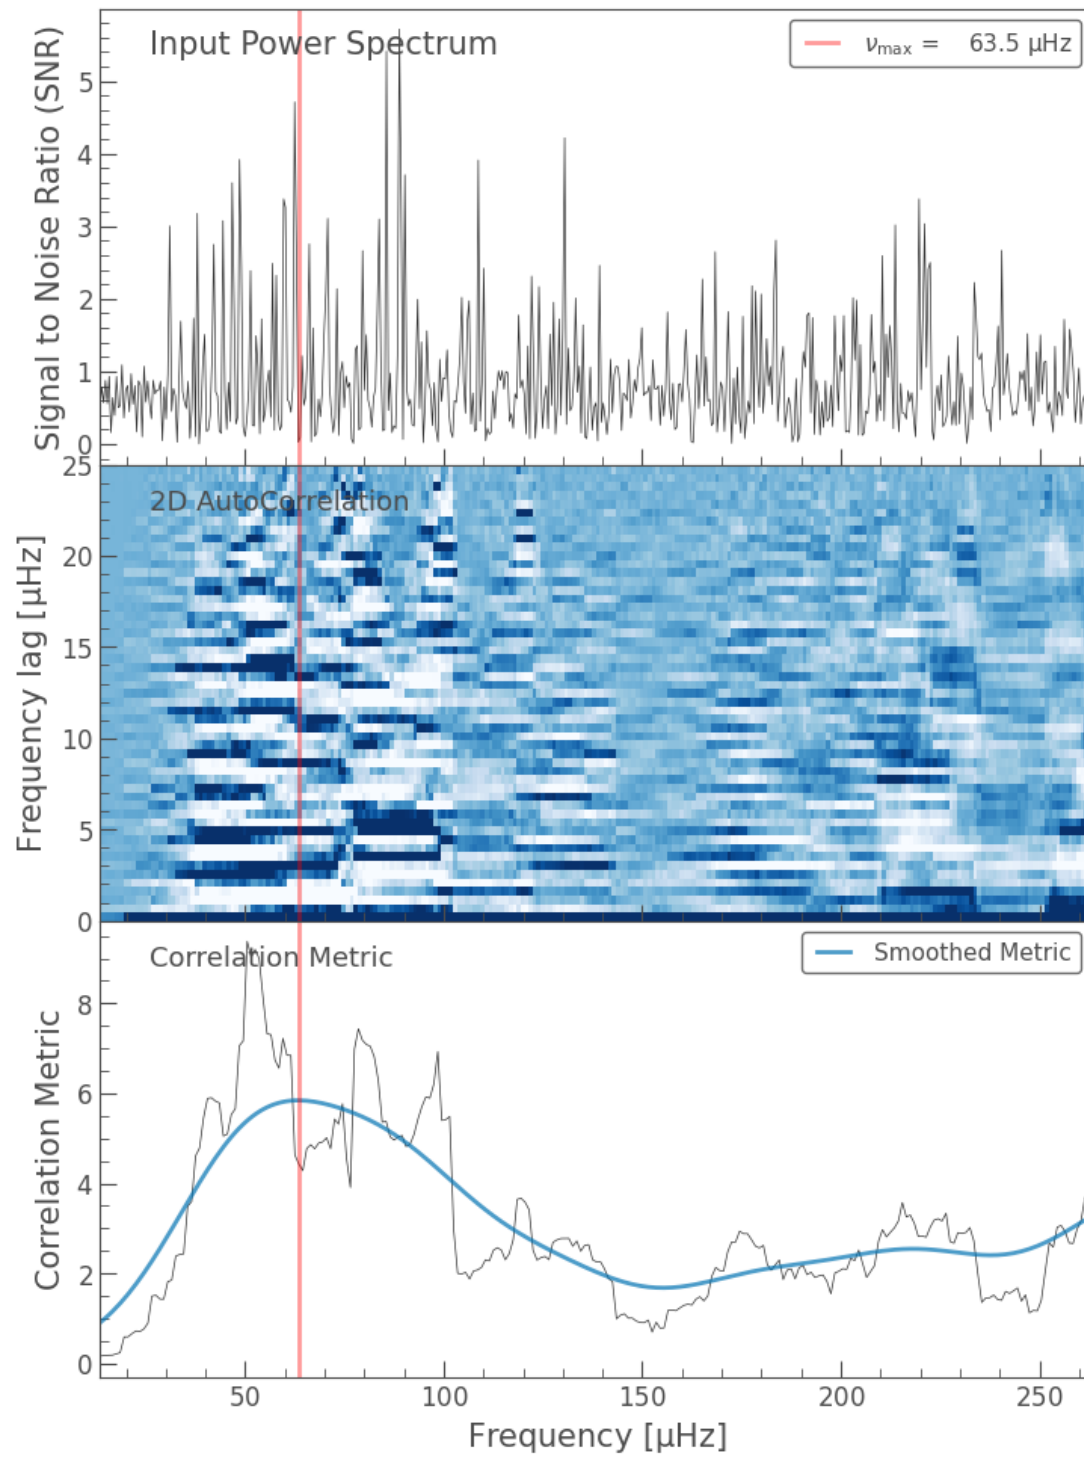 Input Power Spectrum
ν_max = 63.5 μHz
Signal to Noise Ratio (SNR)
5
4
3
2
1
0
2D AutoCorrelation
Frequency lag [μHz]
25
20
15
10
5
0
Correlation Metric
Smoothed Metric
Correlation Metric
8
6
4
2
0
50 100 150 200 250
Frequency [μHz]